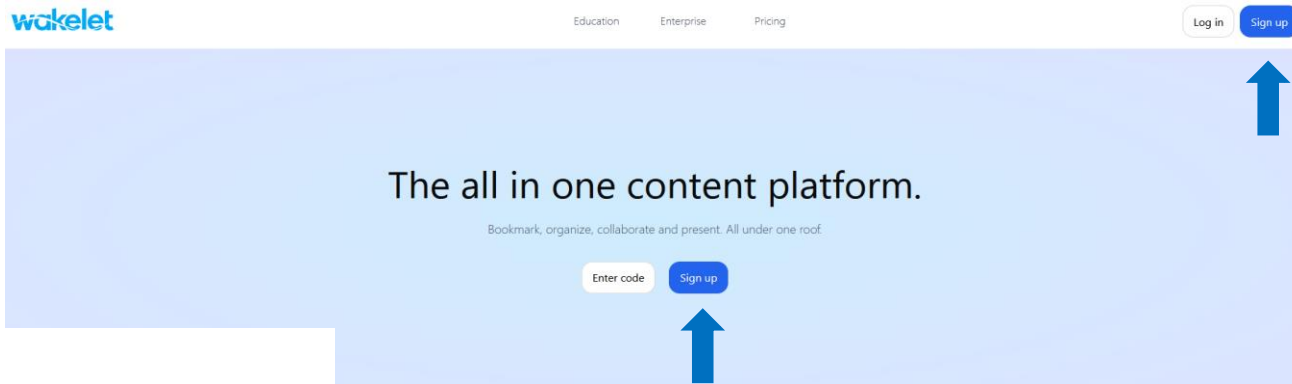 wakelet
Education Enterprise Pricing
Log in Sign up
The all in one content platform.
Bookmark, organize, collaborate and present. All under one roof.
Enter code Sign up